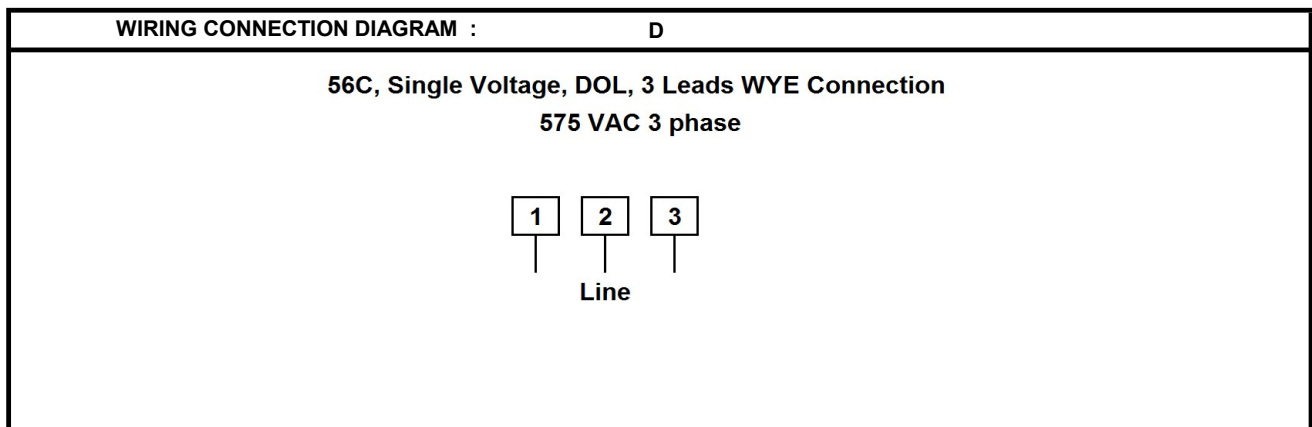 WIRING CONNECTION DIAGRAM : D
56C, Single Voltage, DOL, 3 Leads WYE Connection
575 VAC 3 phase
1 2 3
Line